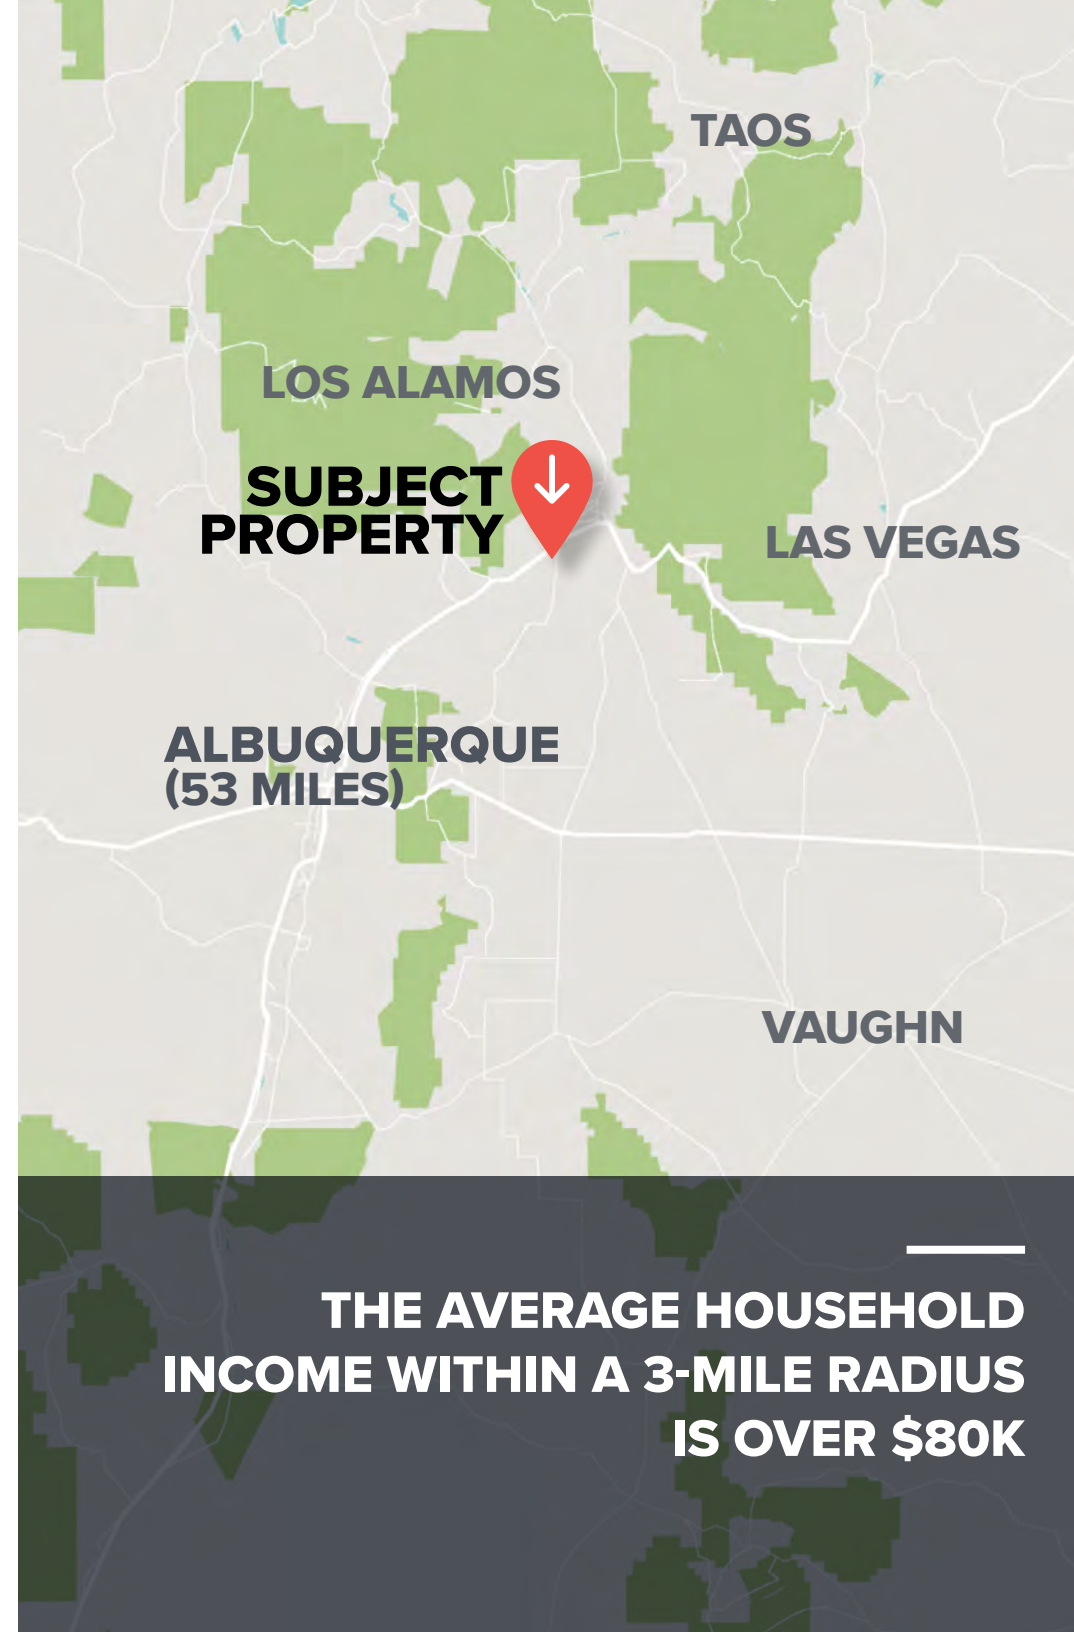 TAOS
LOS ALAMOS
SUBJECT
PROPERTY
LAS VEGAS
ALBUQUERQUE
(53 MILES)
VAUGHN
THE AVERAGE HOUSEHOLD
INCOME WITHIN A 3-MILE RADIUS
IS OVER $80K